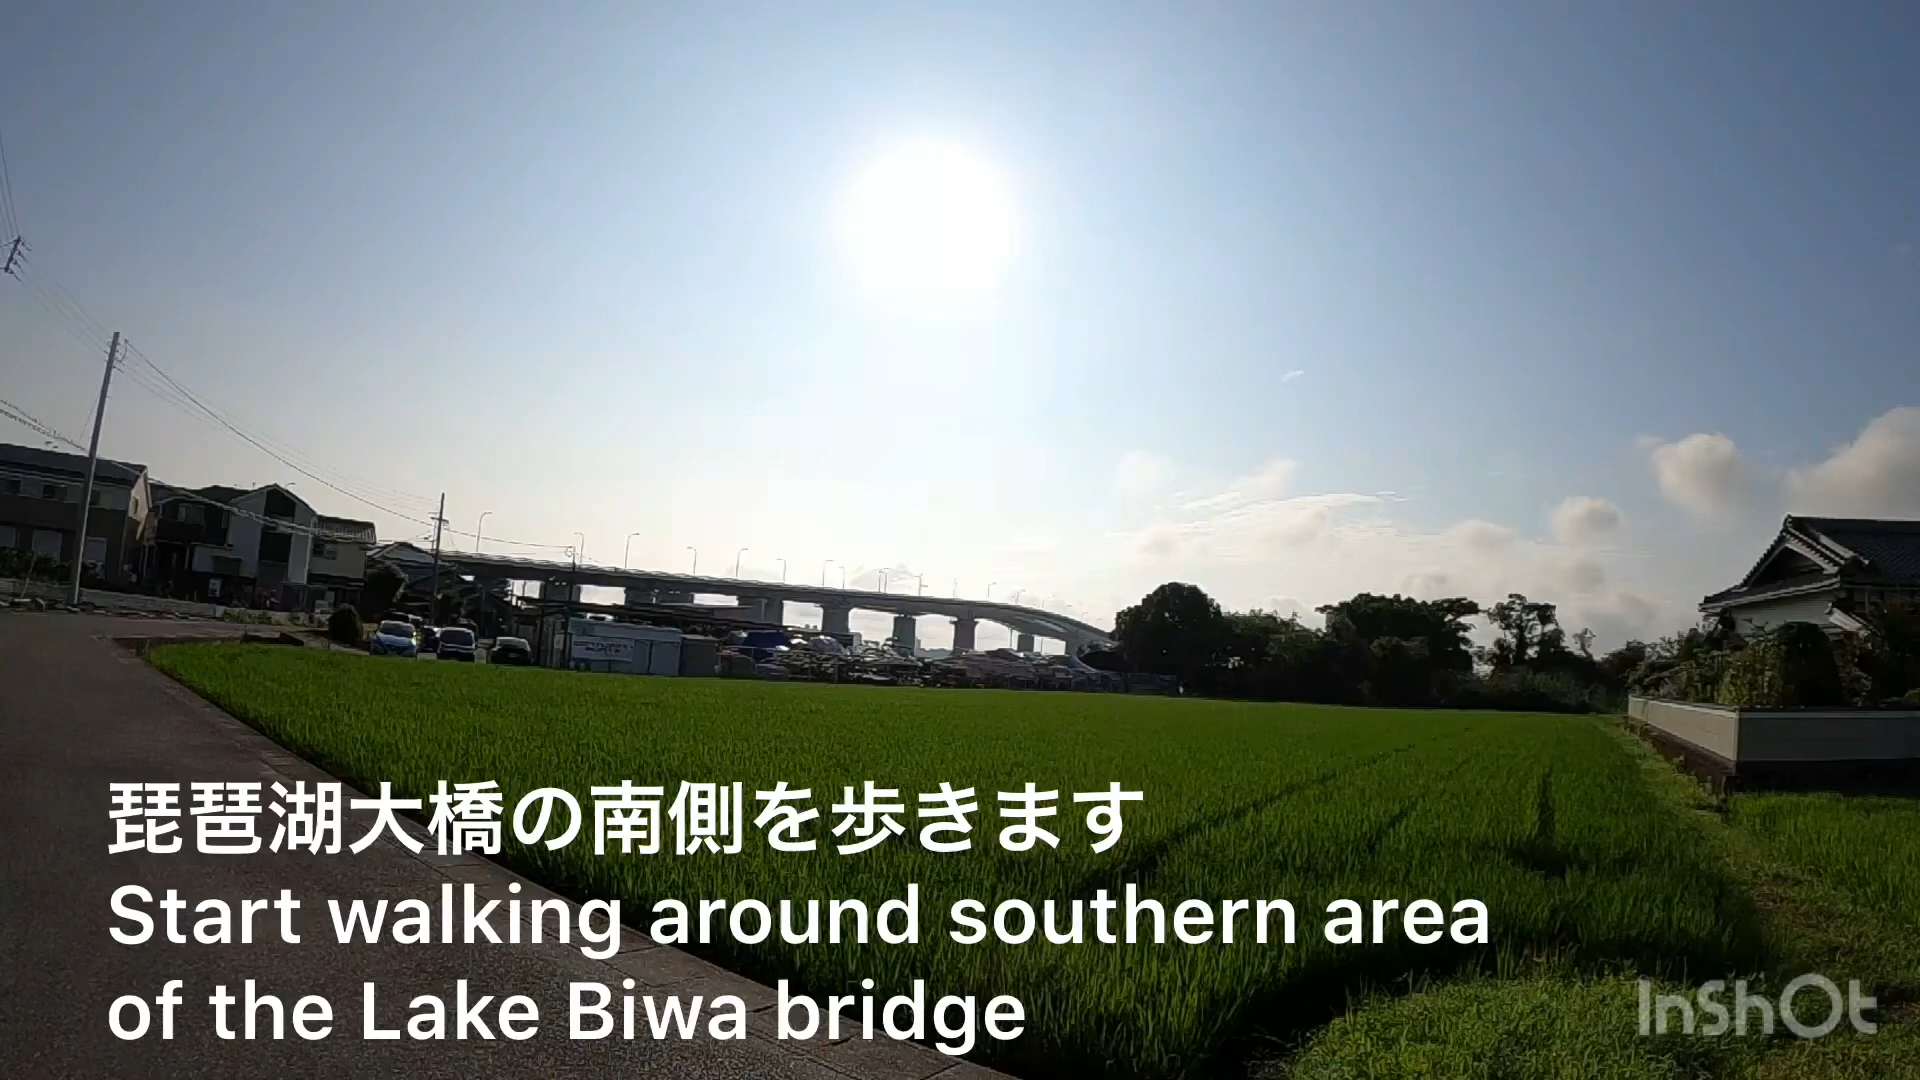 琵琶湖大橋の南側を歩きます
Start walking around southern area
of the Lake Biwa bridge
InShOt